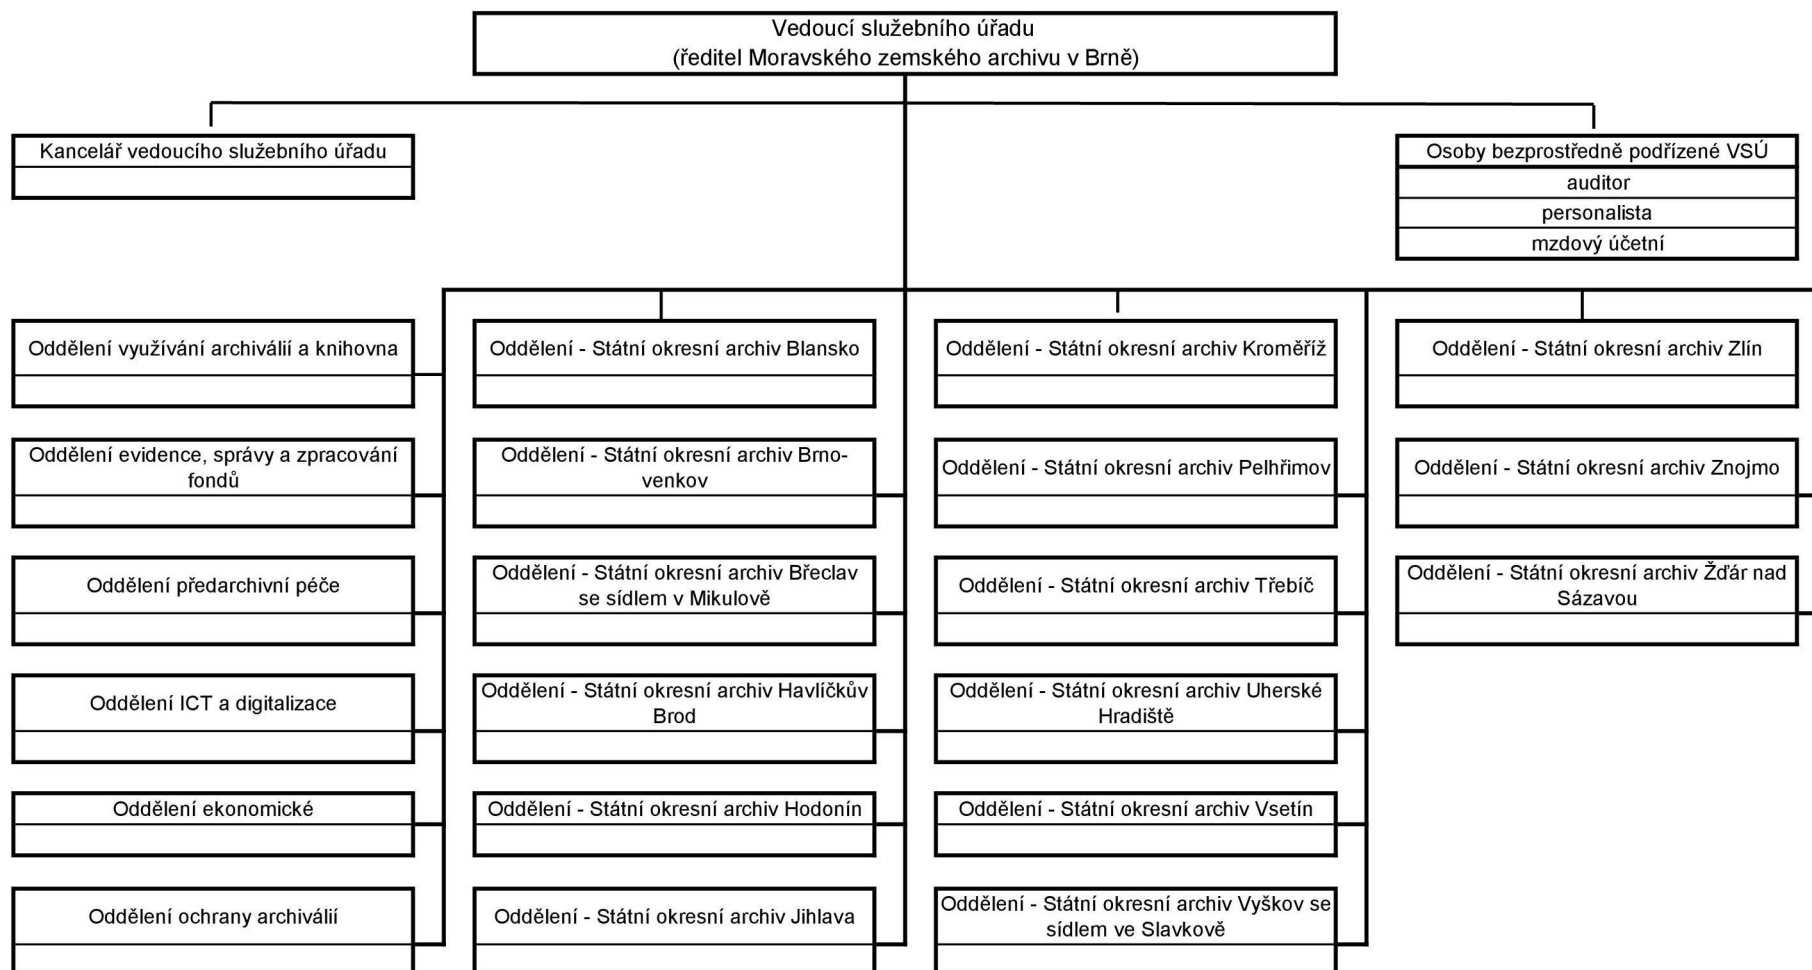 Vedoucí služebního úřadu
(ředitel Moravského zemského archivu v Brně)
Kancelář vedoucího služebního úřadu
Osoby bezprostředně podřízené VSÚ
auditor
personalista
mzdový účetní
Oddělení využívání archiválií a knihovna
Oddělení evidence, správy a zpracování
fondů
Oddělení předarchivní péče
Oddělení ICT a digitalizace
Oddělení ekonomické
Oddělení ochrany archiválií
Oddělení - Státní okresní archiv Blansko
Oddělení - Státní okresní archiv Brno-
venkov
Oddělení - Státní okresní archiv Břeclav
se sídlem v Mikulově
Oddělení - Státní okresní archiv Havlíčkův
Brod
Oddělení - Státní okresní archiv Hodonín
Oddělení - Státní okresní archiv Jihlava
Oddělení - Státní okresní archiv Kroměříž
Oddělení - Státní okresní archiv Pelhřimov
Oddělení - Státní okresní archiv Třebíč
Oddělení - Státní okresní archiv Uherské
Hradiště
Oddělení - Státní okresní archiv Vsetín
Oddělení - Státní okresní archiv Vyškov se
sídlem ve Slavkově
Oddělení - Státní okresní archiv Zlín
Oddělení - Státní okresní archiv Znojmo
Oddělení - Státní okresní archiv Žďár nad
Sázavou